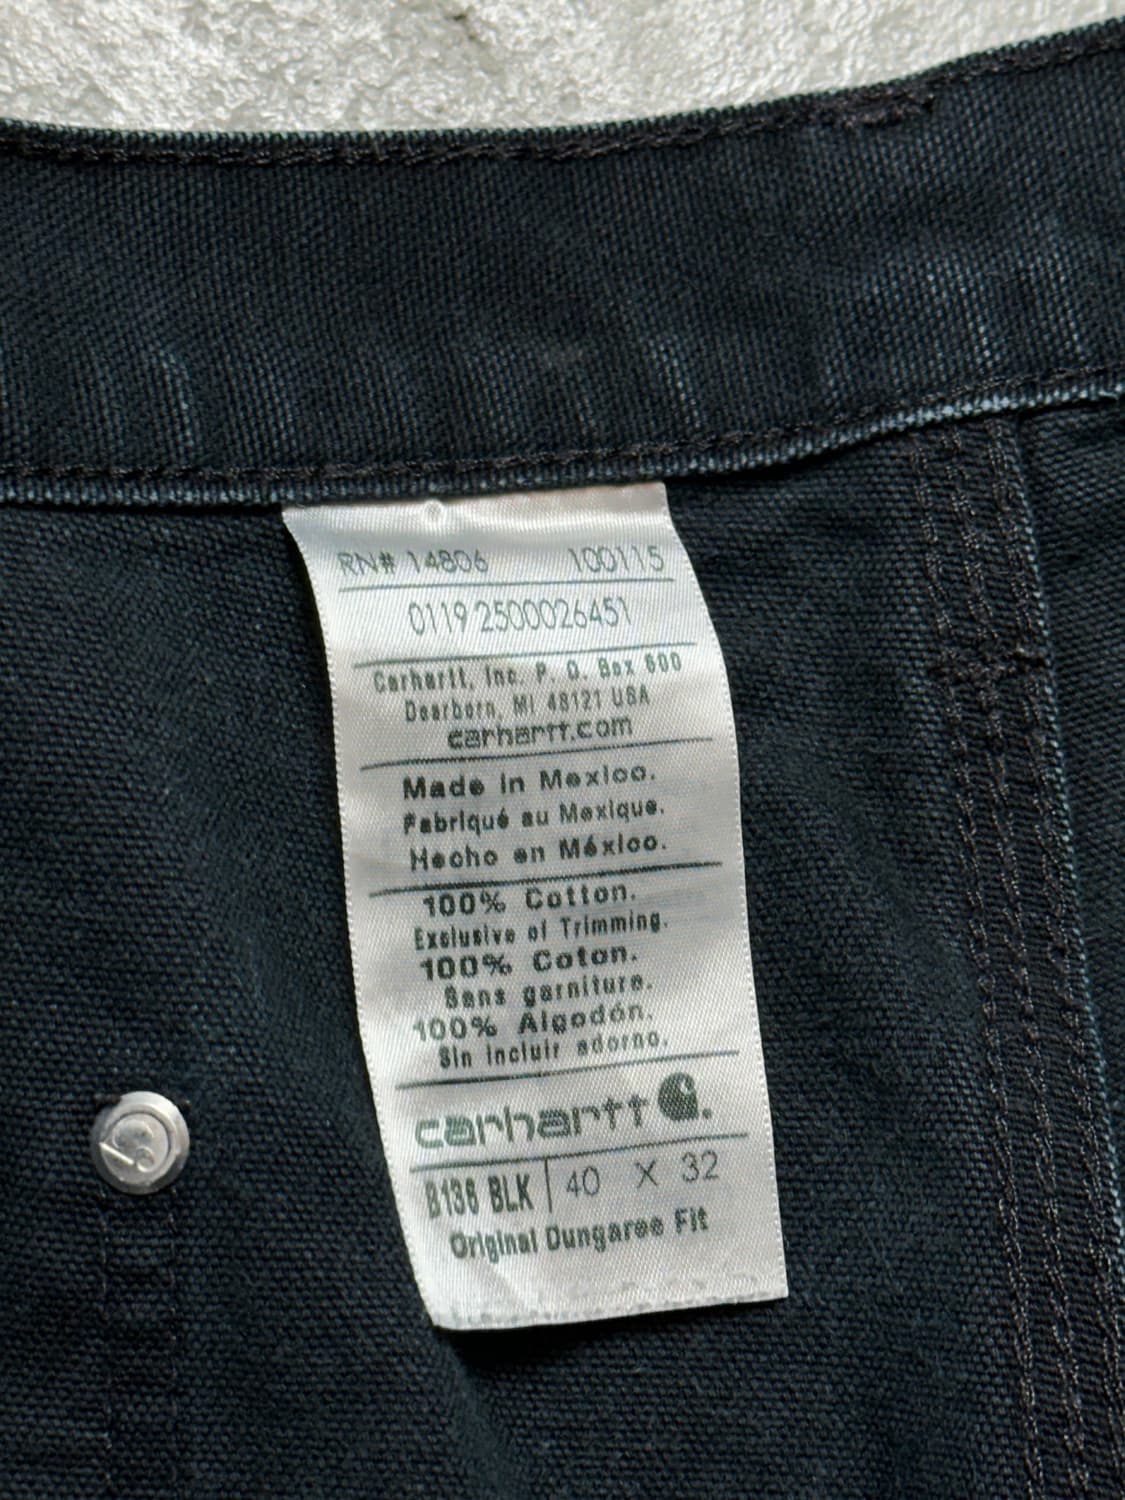 RN# 14806 100115
0119 2500026451
Carhartt, Inc. P. O. Box 600
Dearborn, MI 48121 USA
carhartt.com
Made in Mexico.
Fabriqué au Mexique.
Hecho en México.
100% Cotton.
Exclusive of Trimming.
100% Coton.
Sans garniture.
100% Algodón.
Sin incluir adorno.
carhartt
B136 BLK 40 X 32
Original Dungaree Fit